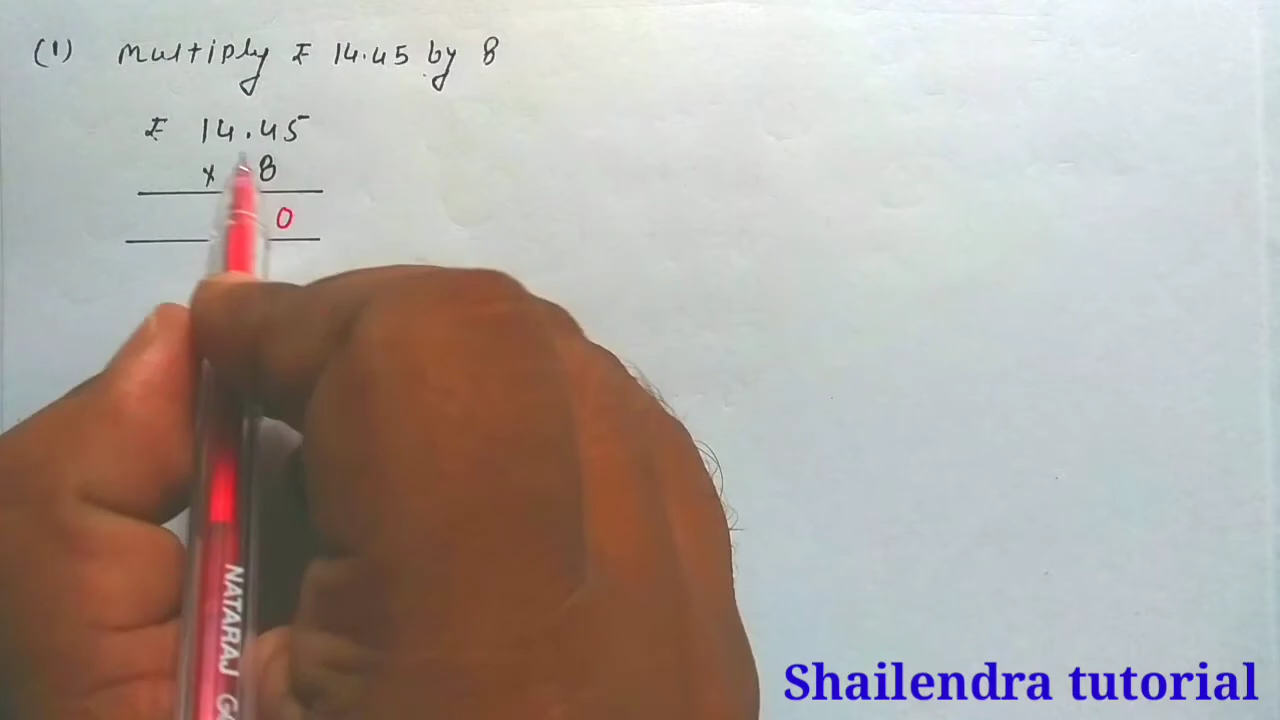 (1) Multiply ₹ 14.45 by 8
₹ 14.45
× 8
0
NATARAJ
Shailendra tutorial